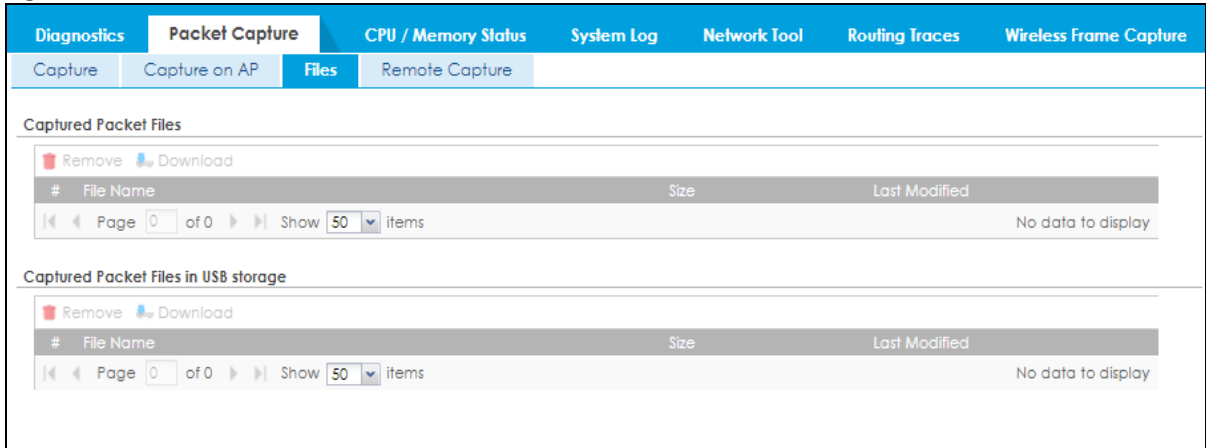 Diagnostics Packet Capture CPU / Memory Status System Log Network Tool Routing Traces Wireless Frame Capture
Capture Capture on AP Files Remote Capture
Captured Packet Files
Remove Download
# File Name Size Last Modified
Page 0 of 0 Show 50 items No data to display
Captured Packet Files in USB storage
Remove Download
# File Name Size Last Modified
Page 0 of 0 Show 50 items No data to display